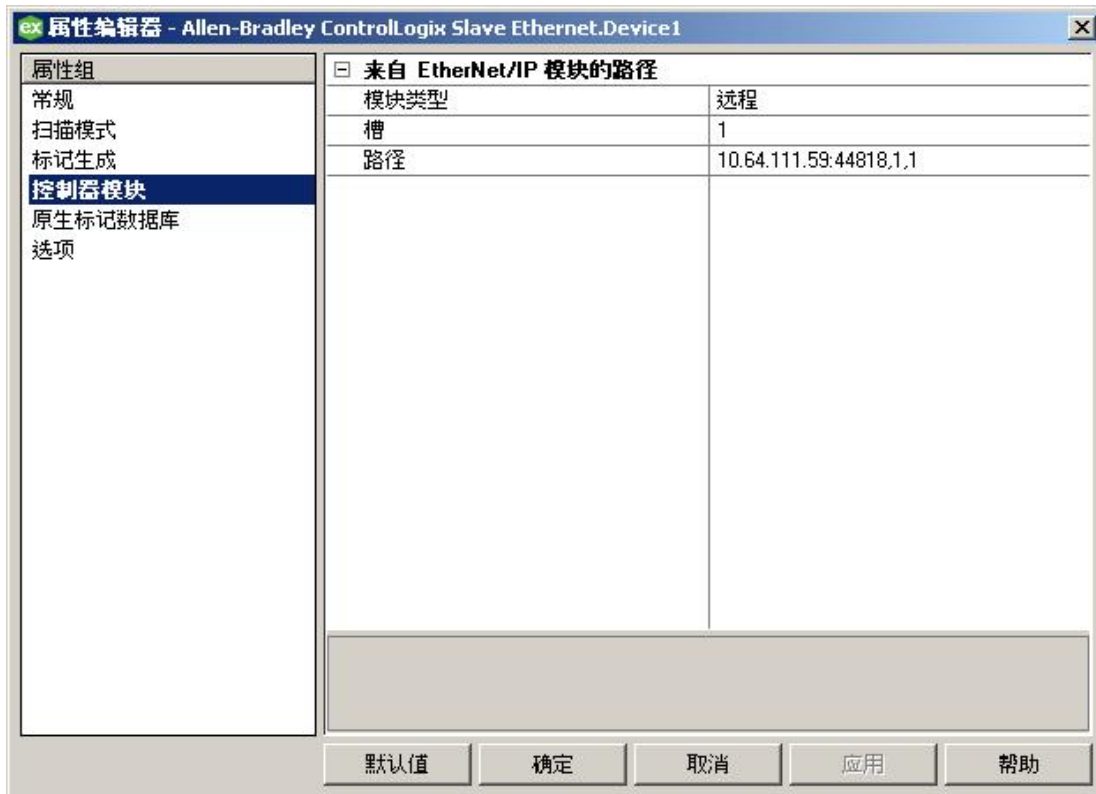 ex 属性编辑器 - Allen-Bradley ControlLogix Slave Ethernet.Device1
属性组
常规
扫描模式
标记生成
控制器模块
原生标记数据库
选项
来自 EtherNet/IP 模块的路径
模块类型 远程
槽 1
路径 10.64.111.59:44818,1,1
默认值 确定 取消 应用 帮助